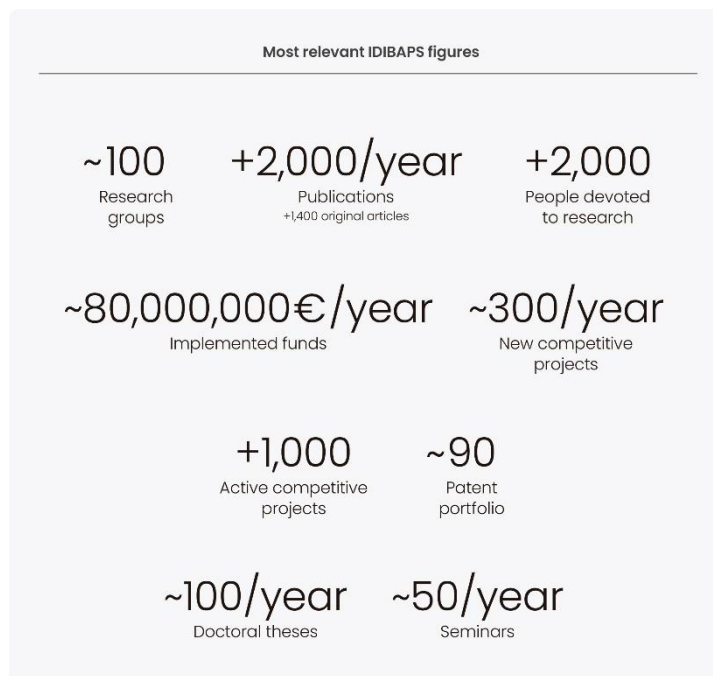 Most relevant IDIBAPS figures
~100
Research
groups
+2,000/year
Publications
+1,400 original articles
+2,000
People devoted
to research
~80,000,000€/year
Implemented funds
~300/year
New competitive
projects
+1,000
Active competitive
projects
~90
Patent
portfolio
~100/year
Doctoral theses
~50/year
Seminars